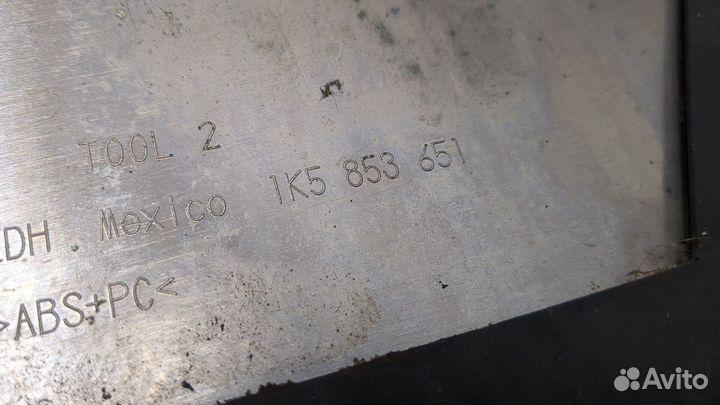 TOOL 2
DH Mexico 1K5 853 651
>ABS+PC<
Avito